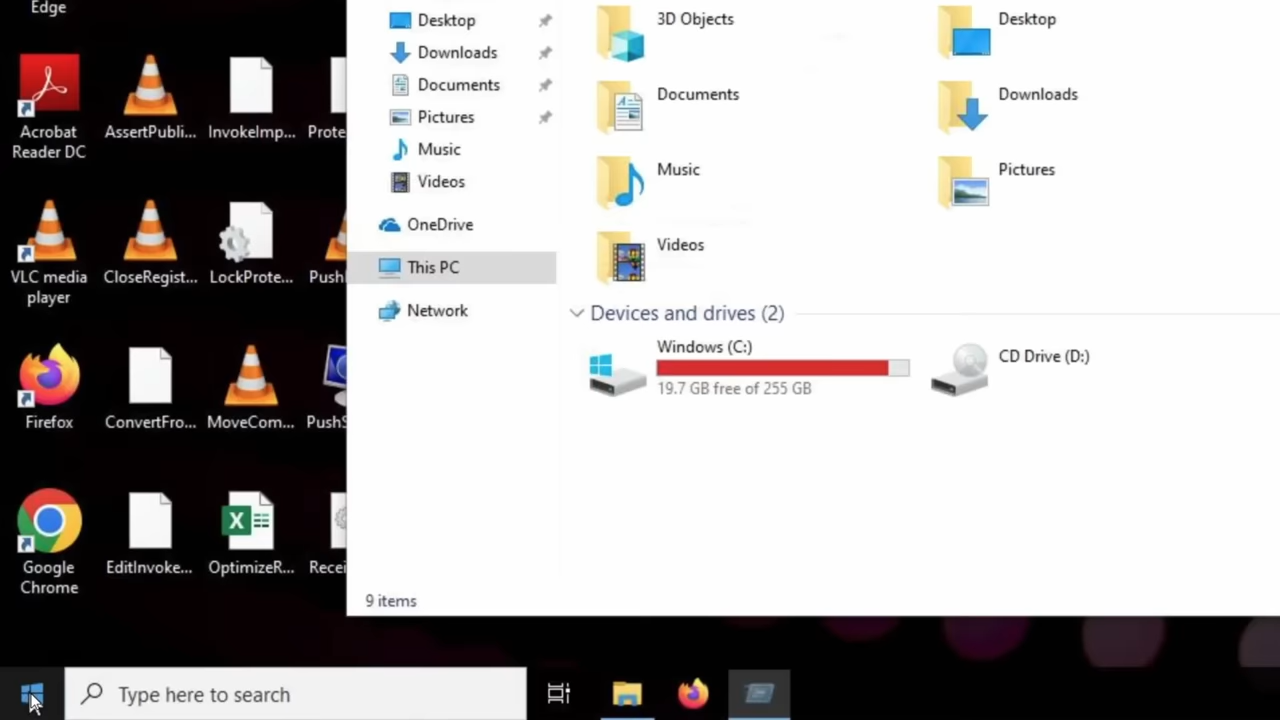 Edge
Acrobat
Reader DC
AssertPubli...
InvokeImp...
Prote
VLC media
player
CloseRegist...
LockProte...
Push
Firefox
ConvertFro...
MoveCom...
PushS
Google
Chrome
EditInvoke...
OptimizeR...
Recei
Desktop
Downloads
Documents
Pictures
Music
Videos
OneDrive
This PC
Network
3D Objects
Desktop
Documents
Downloads
Music
Pictures
Videos
Devices and drives (2)
Windows (C:)
19.7 GB free of 255 GB
CD Drive (D:)
9 items
Type here to search